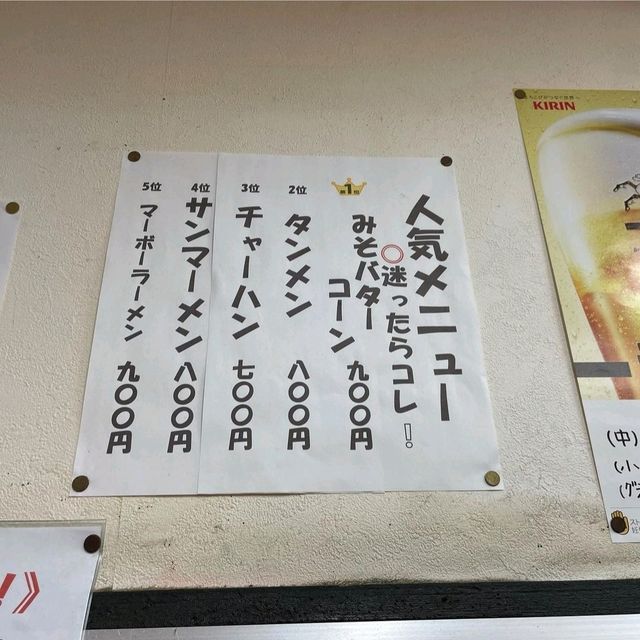 人気メニュー
○迷ったらコレ!
1
みそバター
コーン
九〇〇円
2位
タンメン
八〇〇円
3位
チャーハン
七〇〇円
4位
サンマーメン
八〇〇円
5位
マーボーラーメン
九〇〇円
KIRIN
(中)
(小
!》